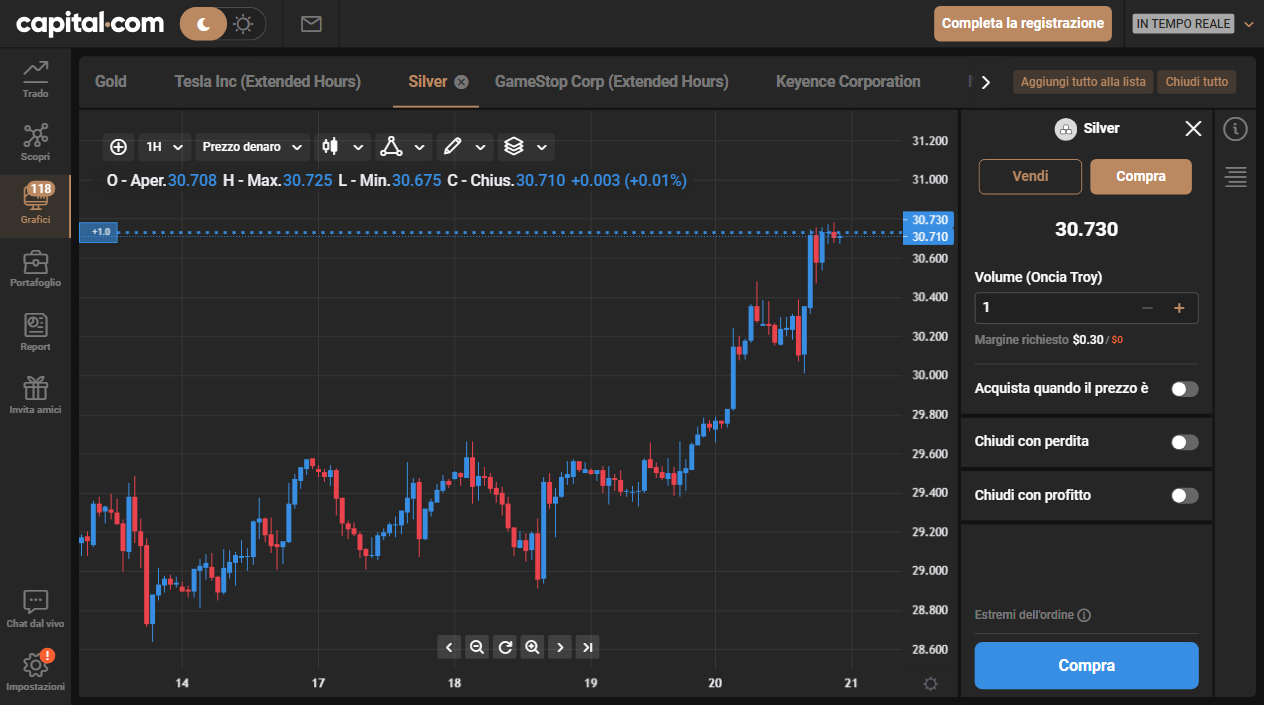 capital.com
Completa la registrazione
IN TEMPO REALE
Trado
Scopri
118
Grafici
Portafoglio
Report
Invita amici
Chat dal vivo
!
Impostazioni
Gold
Tesla Inc (Extended Hours)
Silver
GameStop Corp (Extended Hours)
Keyence Corporation
Aggiungi tutto alla lista
Chiudi tutto
1H
Prezzo denaro
O - Aper.30.708 H - Max.30.725 L - Min.30.675 C - Chius.30.710 +0.003 (+0.01%)
+1.0
31.200
31.000
30.730
30.710
30.600
30.400
30.200
30.000
29.800
29.600
29.400
29.200
29.000
28.800
28.600
14
17
18
19
20
21
Silver
Vendi
Compra
30.730
Volume (Oncia Troy)
1
Margine richiesto $0.30 / $0
Acquista quando il prezzo è
Chiudi con perdita
Chiudi con profitto
Estremi dell'ordine
Compra